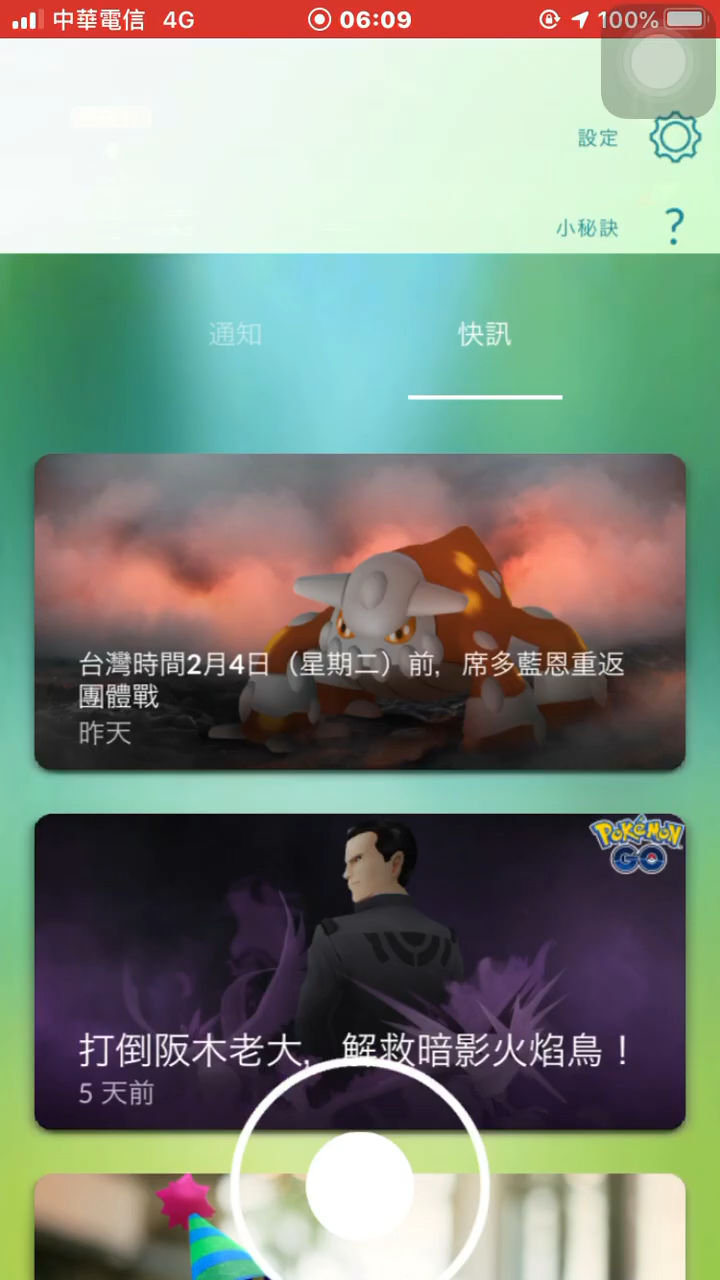 中華電信 4G 06:09 100%
設定
小秘訣 ?
通知 快訊
台灣時間2月4日（星期二）前，席多藍恩重返
團體戰
昨天
POKÉMON
GO
打倒阪木老大，解救暗影火焰鳥！
5 天前